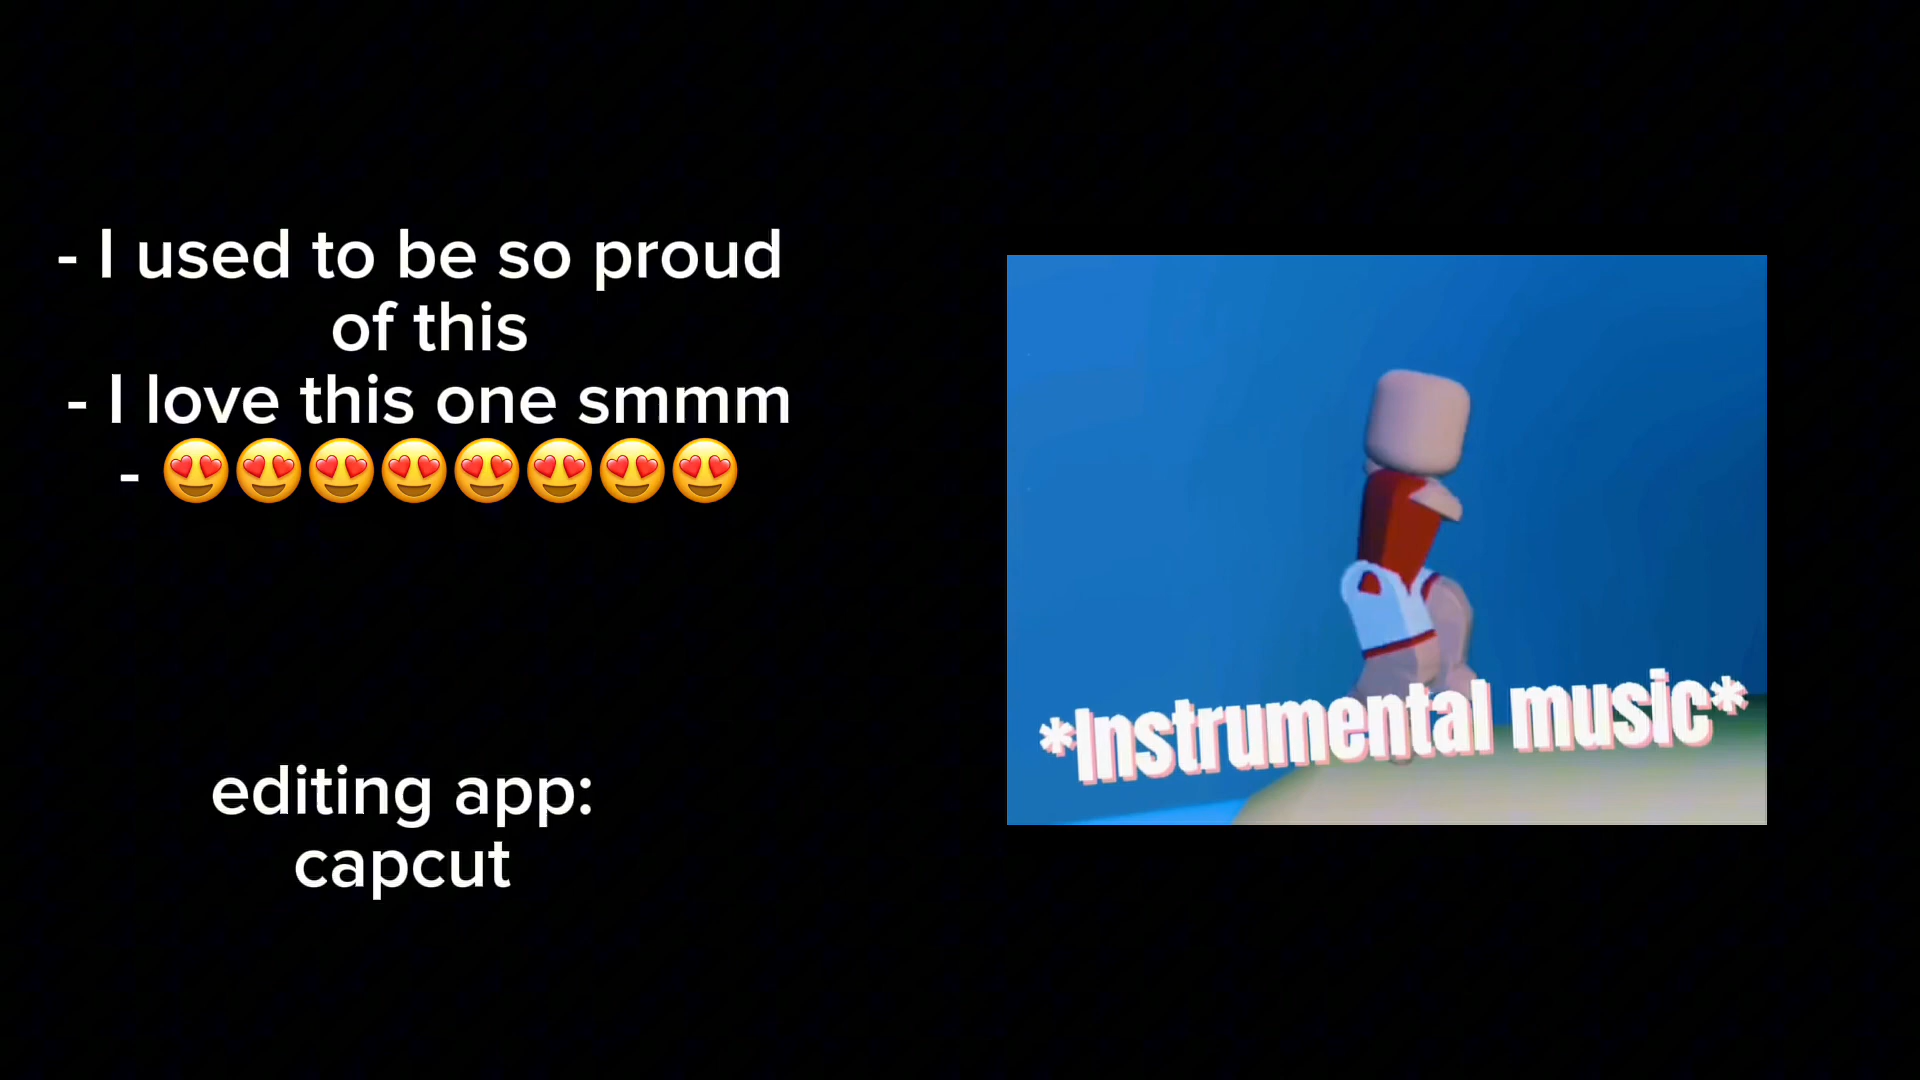 - I used to be so proud
of this
- I love this one smmm
- 😍😍😍😍😍😍😍😍
editing app:
capcut
*Instrumental music*